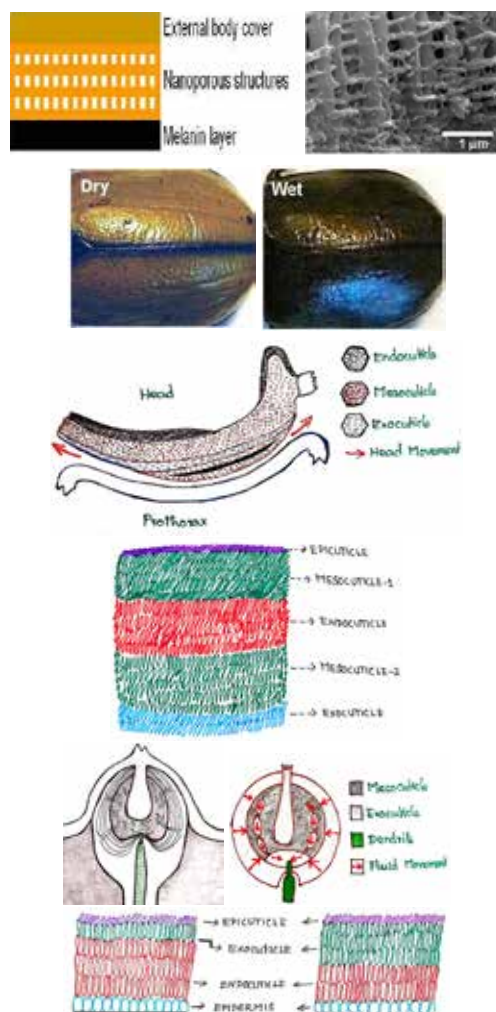 External body cover
Nanoporous structures
Melanin layer
1 µm
Dry
Wet
Head
Prothorax
Endocuticle
Mesocuticle
Exocuticle
Head Movement
EPICUTICLE
MESOCUTICLE-1
ENDOCUTICLE
MESOCUTICLE-2
EXOCUTICLE
Mesocuticle
Exocuticle
Dendrite
Fluid Movement
EPICUTICLE
EXOCUTICLE
ENDOCUTICLE
EPIDERMIS